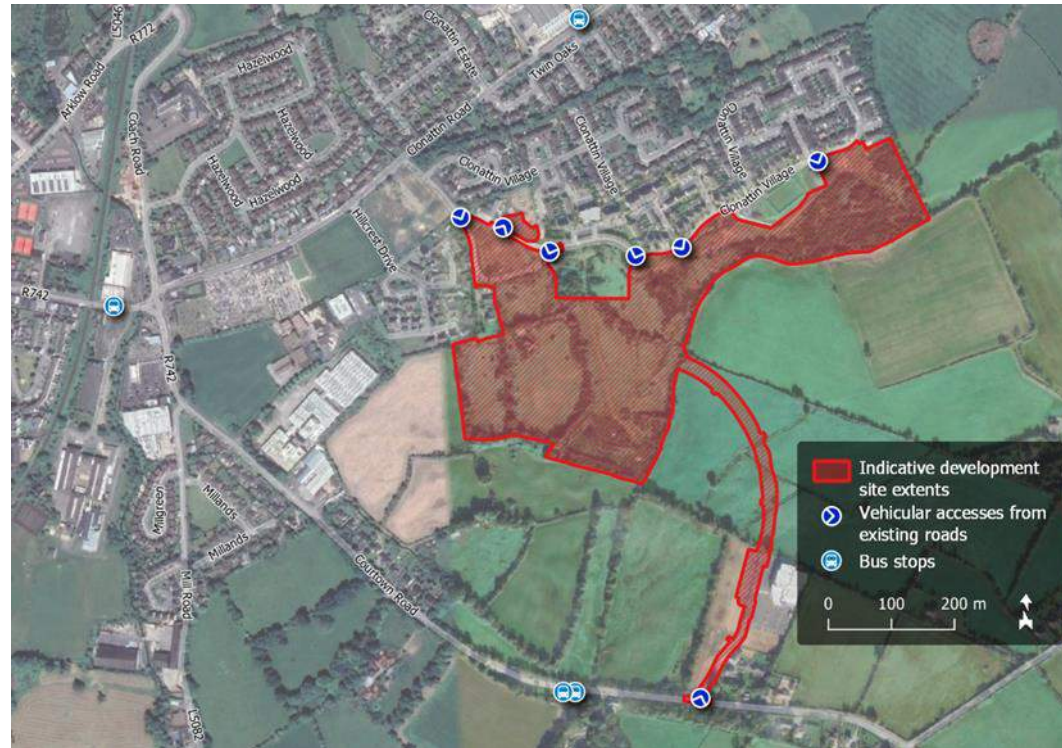 L5046
R772
Arklow Road
Coach Road
Hazelwood
Hazelwood
Hazelwood
Hazelwood
Hazelwood
Clonattin Estate
Twin Oaks
Clonattin Road
Clonattin Village
Clonattin Village
Clonattin Village
Clonattin Village
Hillcrest Drive
R742
R742
Millands
Millands
Millgreen
Mill Road
Courtown Road
L5082
Indicative development
site extents
Vehicular accesses from
existing roads
Bus stops
0 100 200 m